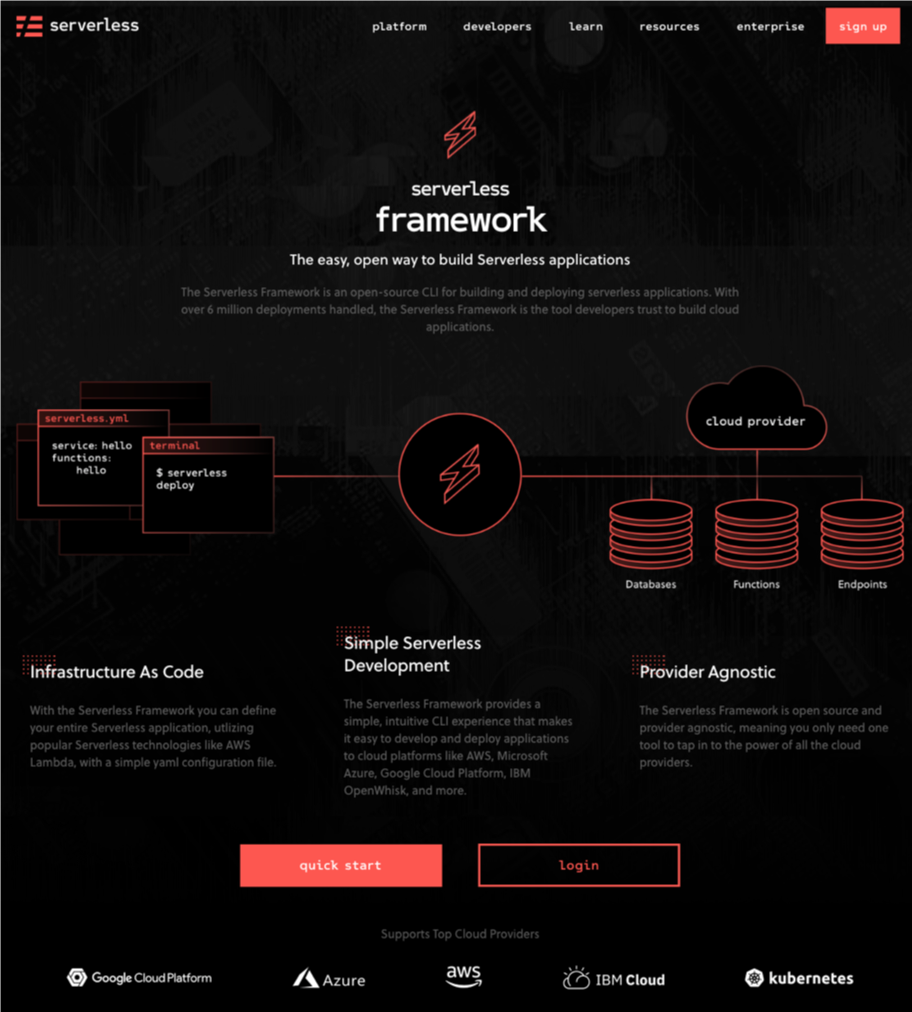 serverless
platform developers learn resources enterprise sign up
serverless
framework
The easy, open way to build Serverless applications
The Serverless Framework is an open-source CLI for building and deploying serverless applications. With
over 6 million deployments handled, the Serverless Framework is the tool developers trust to build cloud
applications.
serverless.yml
service: hello
functions:
hello
terminal
$ serverless
deploy
cloud provider
Databases
Functions
Endpoints
Infrastructure As Code
With the Serverless Framework you can define
your entire Serverless application, utlizing
popular Serverless technologies like AWS
Lambda, with a simple yaml configuration file.
Simple Serverless
Development
The Serverless Framework provides a
simple, intuitive CLI experience that makes
it easy to develop and deploy applications
to cloud platforms like AWS, Microsoft
Azure, Google Cloud Platform, IBM
OpenWhisk, and more.
Provider Agnostic
The Serverless Framework is open source and
provider agnostic, meaning you only need one
tool to tap in to the power of all the cloud
providers.
quick start
login
Supports Top Cloud Providers
Google Cloud Platform
Azure
aws
IBM Cloud
kubernetes